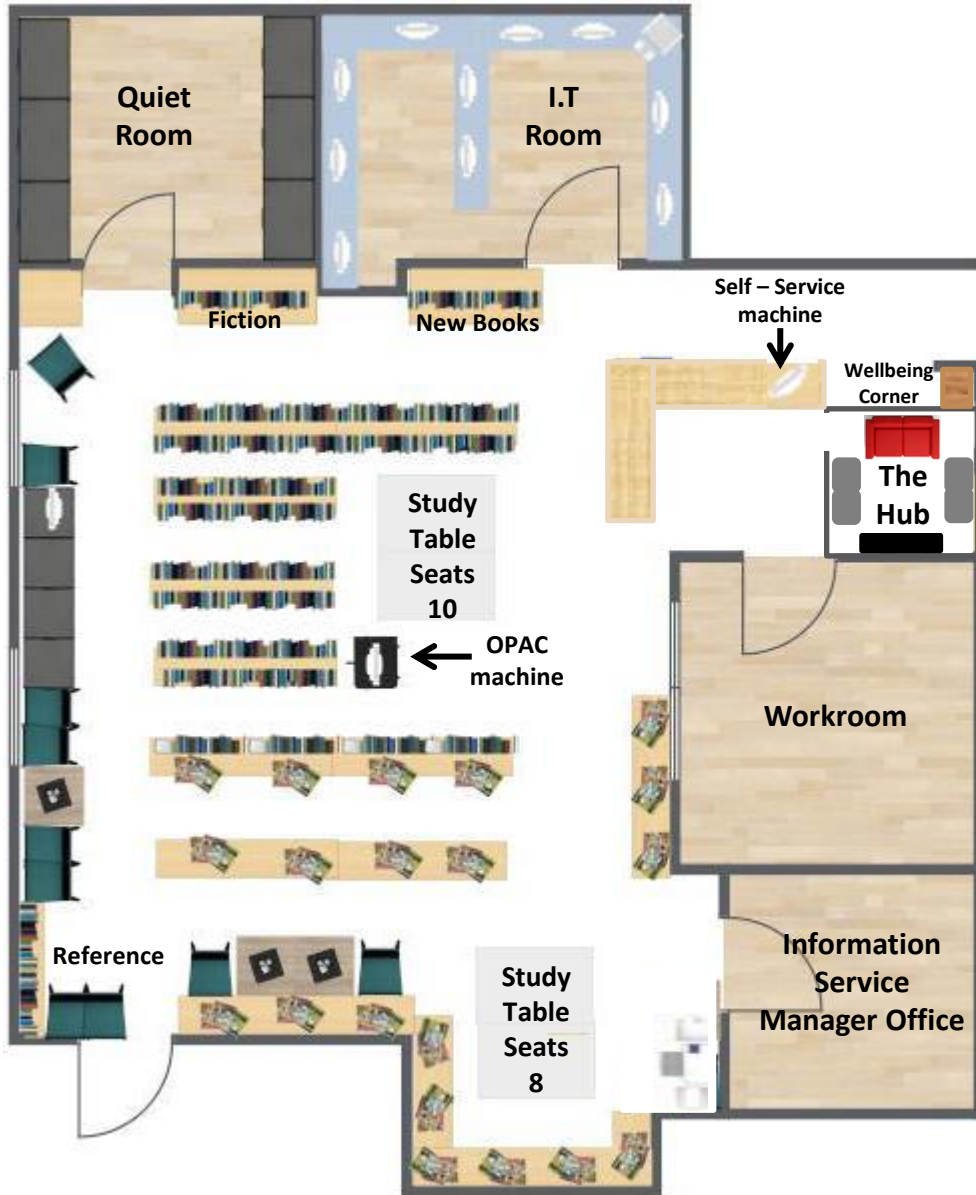 Quiet
Room
I.T
Room
Fiction
New Books
Self – Service
machine
Wellbeing
Corner
The
Hub
Study
Table
Seats
10
OPAC
machine
Workroom
Reference
Study
Table
Seats
8
Information
Service
Manager Office